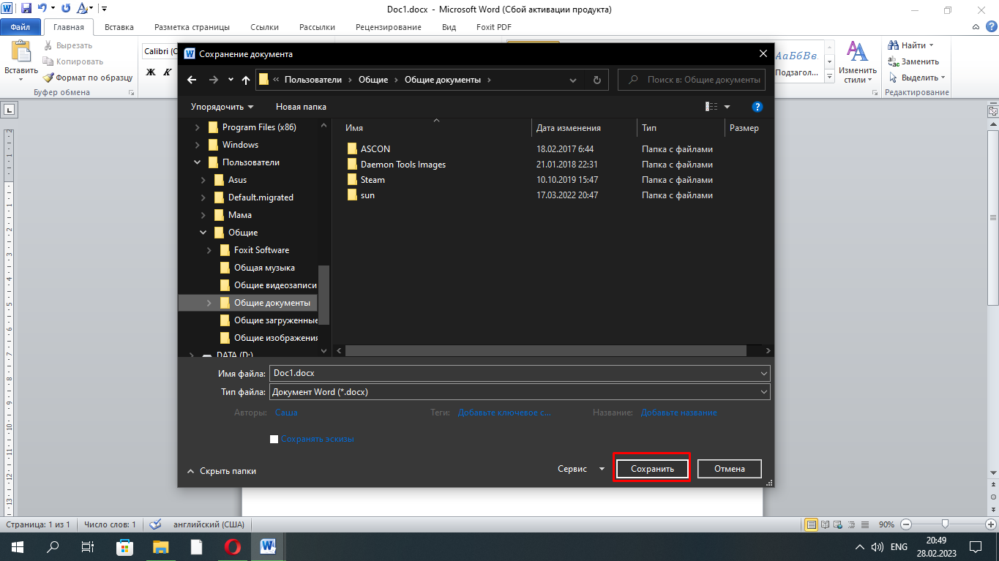 Doc1.docx - Microsoft Word (Сбой активации продукта)
Файл Главная Вставка Разметка страницы Ссылки Рассылки Рецензирование Вид Foxit PDF
Вставить
Вырезать
Копировать
Формат по образцу
Буфер обмена
Calibri (О
Ж К
АаБбВв.
Подзагол...
Изменить
стили
Найти
Заменить
Выделить
Редактирование
Сохранение документа
Пользователи Общие Общие документы
Поиск в: Общие документы
Упорядочить Новая папка
Program Files (x86)
Windows
Пользователи
Asus
Default.migrated
Мама
Общие
Foxit Software
Общая музыка
Общие видеозаписи
Общие документы
Общие загруженные
Общие изображения
DATA (D:)
Имя Дата изменения Тип Размер
ASCON 18.02.2017 6:44 Папка с файлами
Daemon Tools Images 21.01.2018 22:31 Папка с файлами
Steam 10.10.2019 15:47 Папка с файлами
sun 17.03.2022 20:47 Папка с файлами
Имя файла: Doc1.docx
Тип файла: Документ Word (*.docx)
Авторы: Саша Теги: Добавьте ключевое с... Название: Добавьте название
Сохранять эскизы
Скрыть папки Сервис Сохранить Отмена
Страница: 1 из 1 Число слов: 1 английский (США) 90%
ENG
20:49
28.02.2023